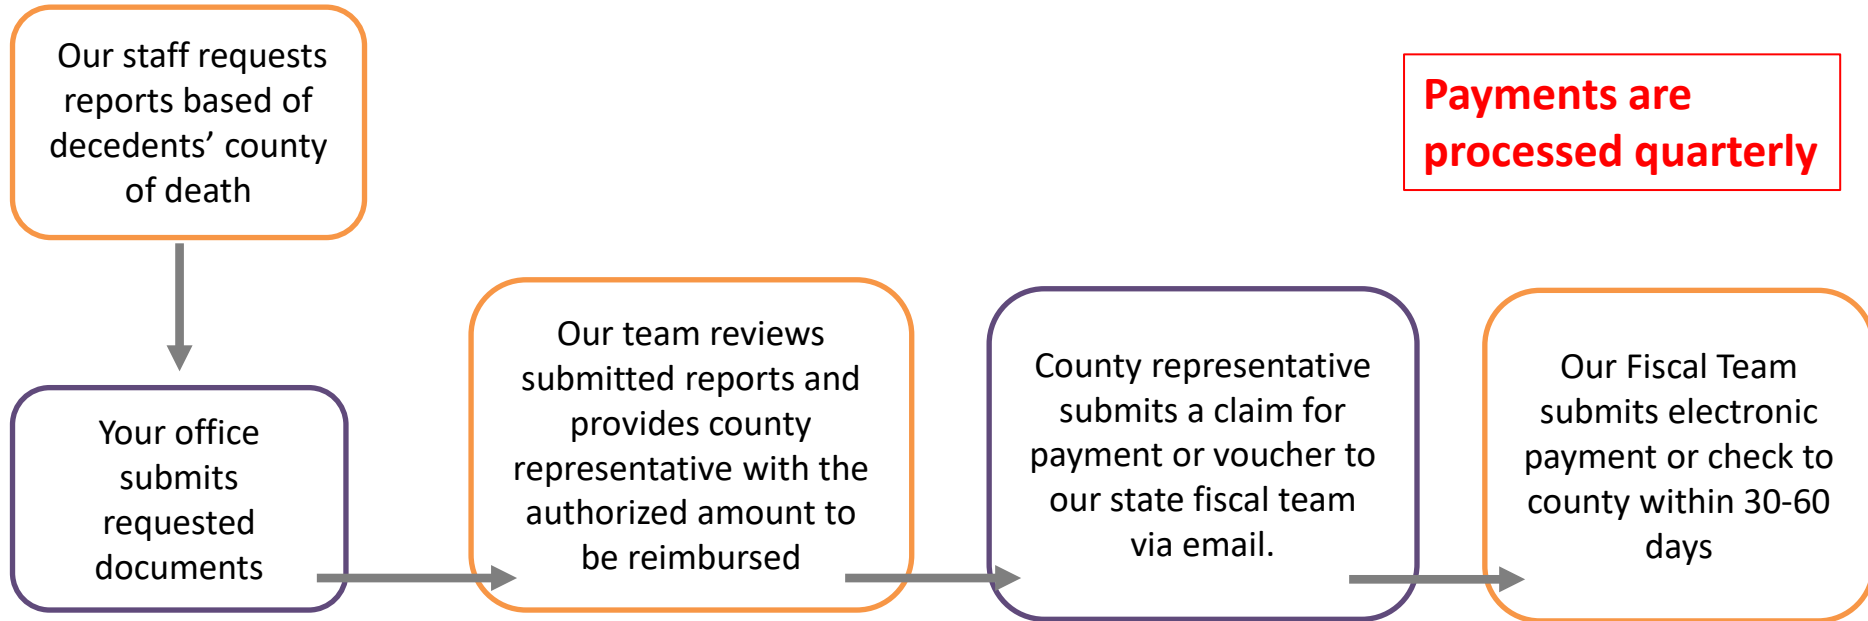 Our staff requests
reports based of
decedents’ county
of death
Payments are
processed quarterly
Your office
submits
requested
documents
Our team reviews
submitted reports and
provides county
representative with the
authorized amount to
be reimbursed
County representative
submits a claim for
payment or voucher to
our state fiscal team
via email.
Our Fiscal Team
submits electronic
payment or check to
county within 30-60
days